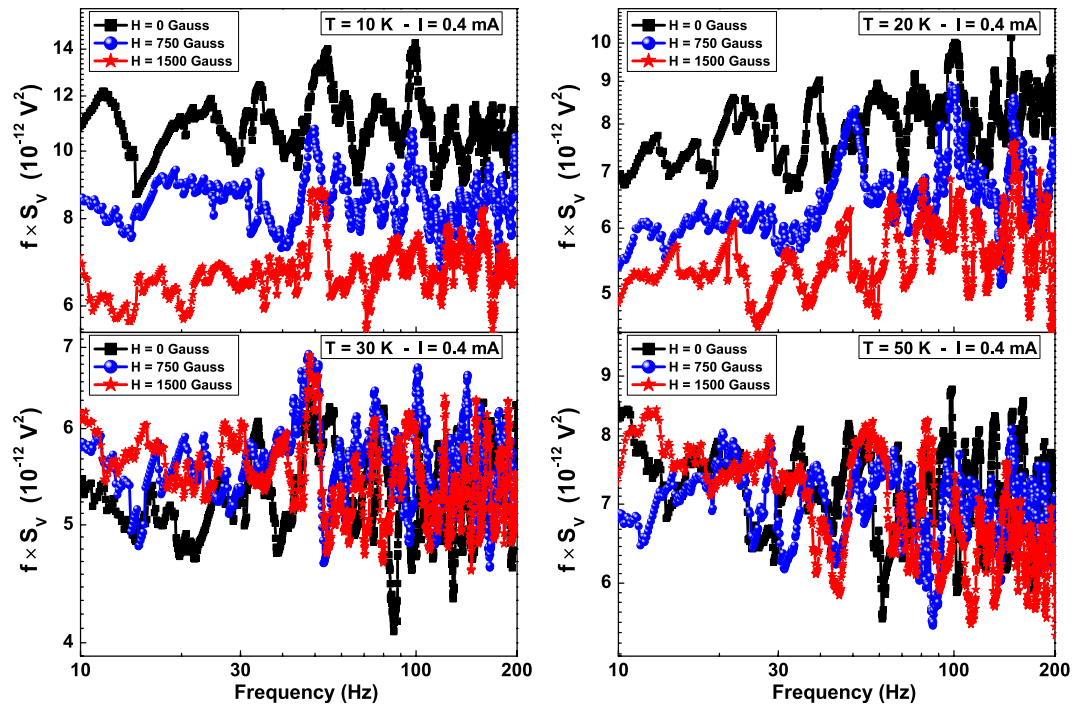 H = 0 Gauss
H = 750 Gauss
H = 1500 Gauss
T = 10 K - I = 0.4 mA
14
12
10
8
6
f × S_V (10^-12 V^2)
H = 0 Gauss
H = 750 Gauss
H = 1500 Gauss
T = 20 K - I = 0.4 mA
10
9
8
7
6
5
f × S_V (10^-12 V^2)
H = 0 Gauss
H = 750 Gauss
H = 1500 Gauss
T = 30 K - I = 0.4 mA
7
6
5
4
f × S_V (10^-12 V^2)
10 30 100 200
Frequency (Hz)
H = 0 Gauss
H = 750 Gauss
H = 1500 Gauss
T = 50 K - I = 0.4 mA
9
8
7
6
f × S_V (10^-12 V^2)
10 30 100 200
Frequency (Hz)